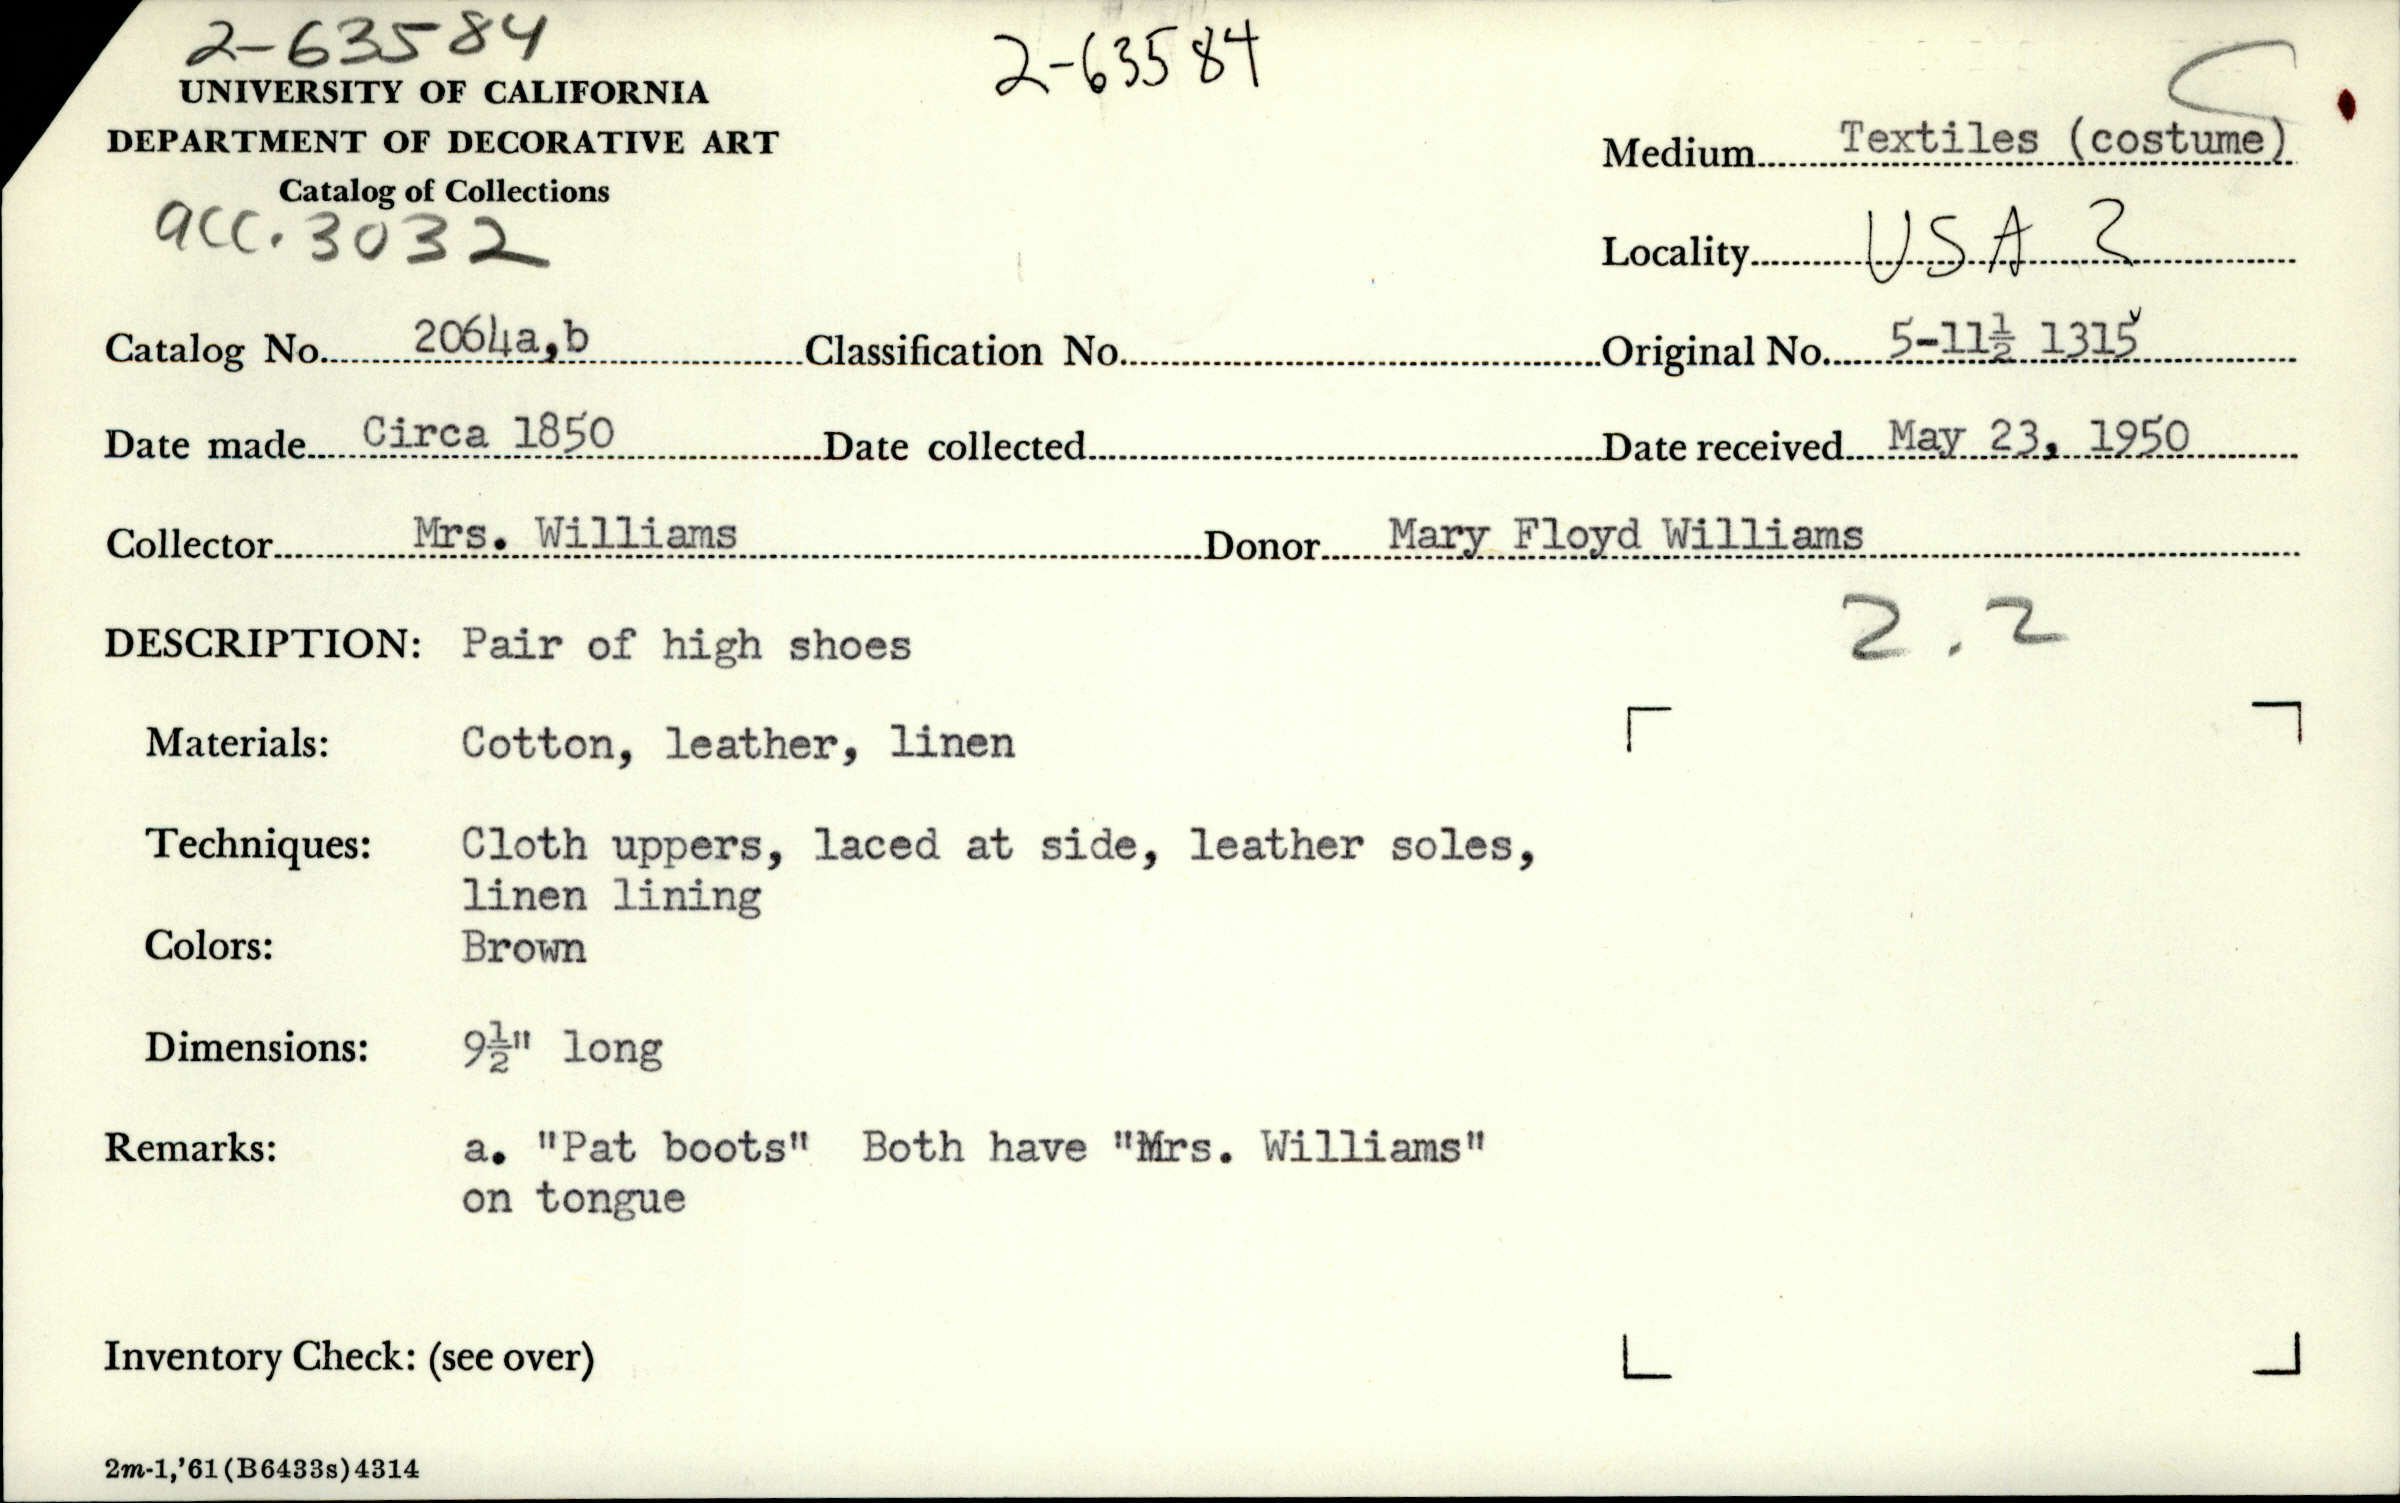 2-63584
2-63584
UNIVERSITY OF CALIFORNIA
DEPARTMENT OF DECORATIVE ART
Catalog of Collections
acc. 3032
Medium Textiles (costume)
Locality USA ?
Catalog No. 2064a,b Classification No. Original No. 5-11½ 1315
Date made Circa 1850 Date collected Date received May 23, 1950
Collector Mrs. Williams Donor Mary Floyd Williams
2.2
DESCRIPTION: Pair of high shoes
Materials: Cotton, leather, linen
Techniques: Cloth uppers, laced at side, leather soles,
linen lining
Colors: Brown
Dimensions: 9½" long
Remarks: a. "Pat boots" Both have "Mrs. Williams"
on tongue
Inventory Check: (see over)
2m-1,'61(B6433s)4314